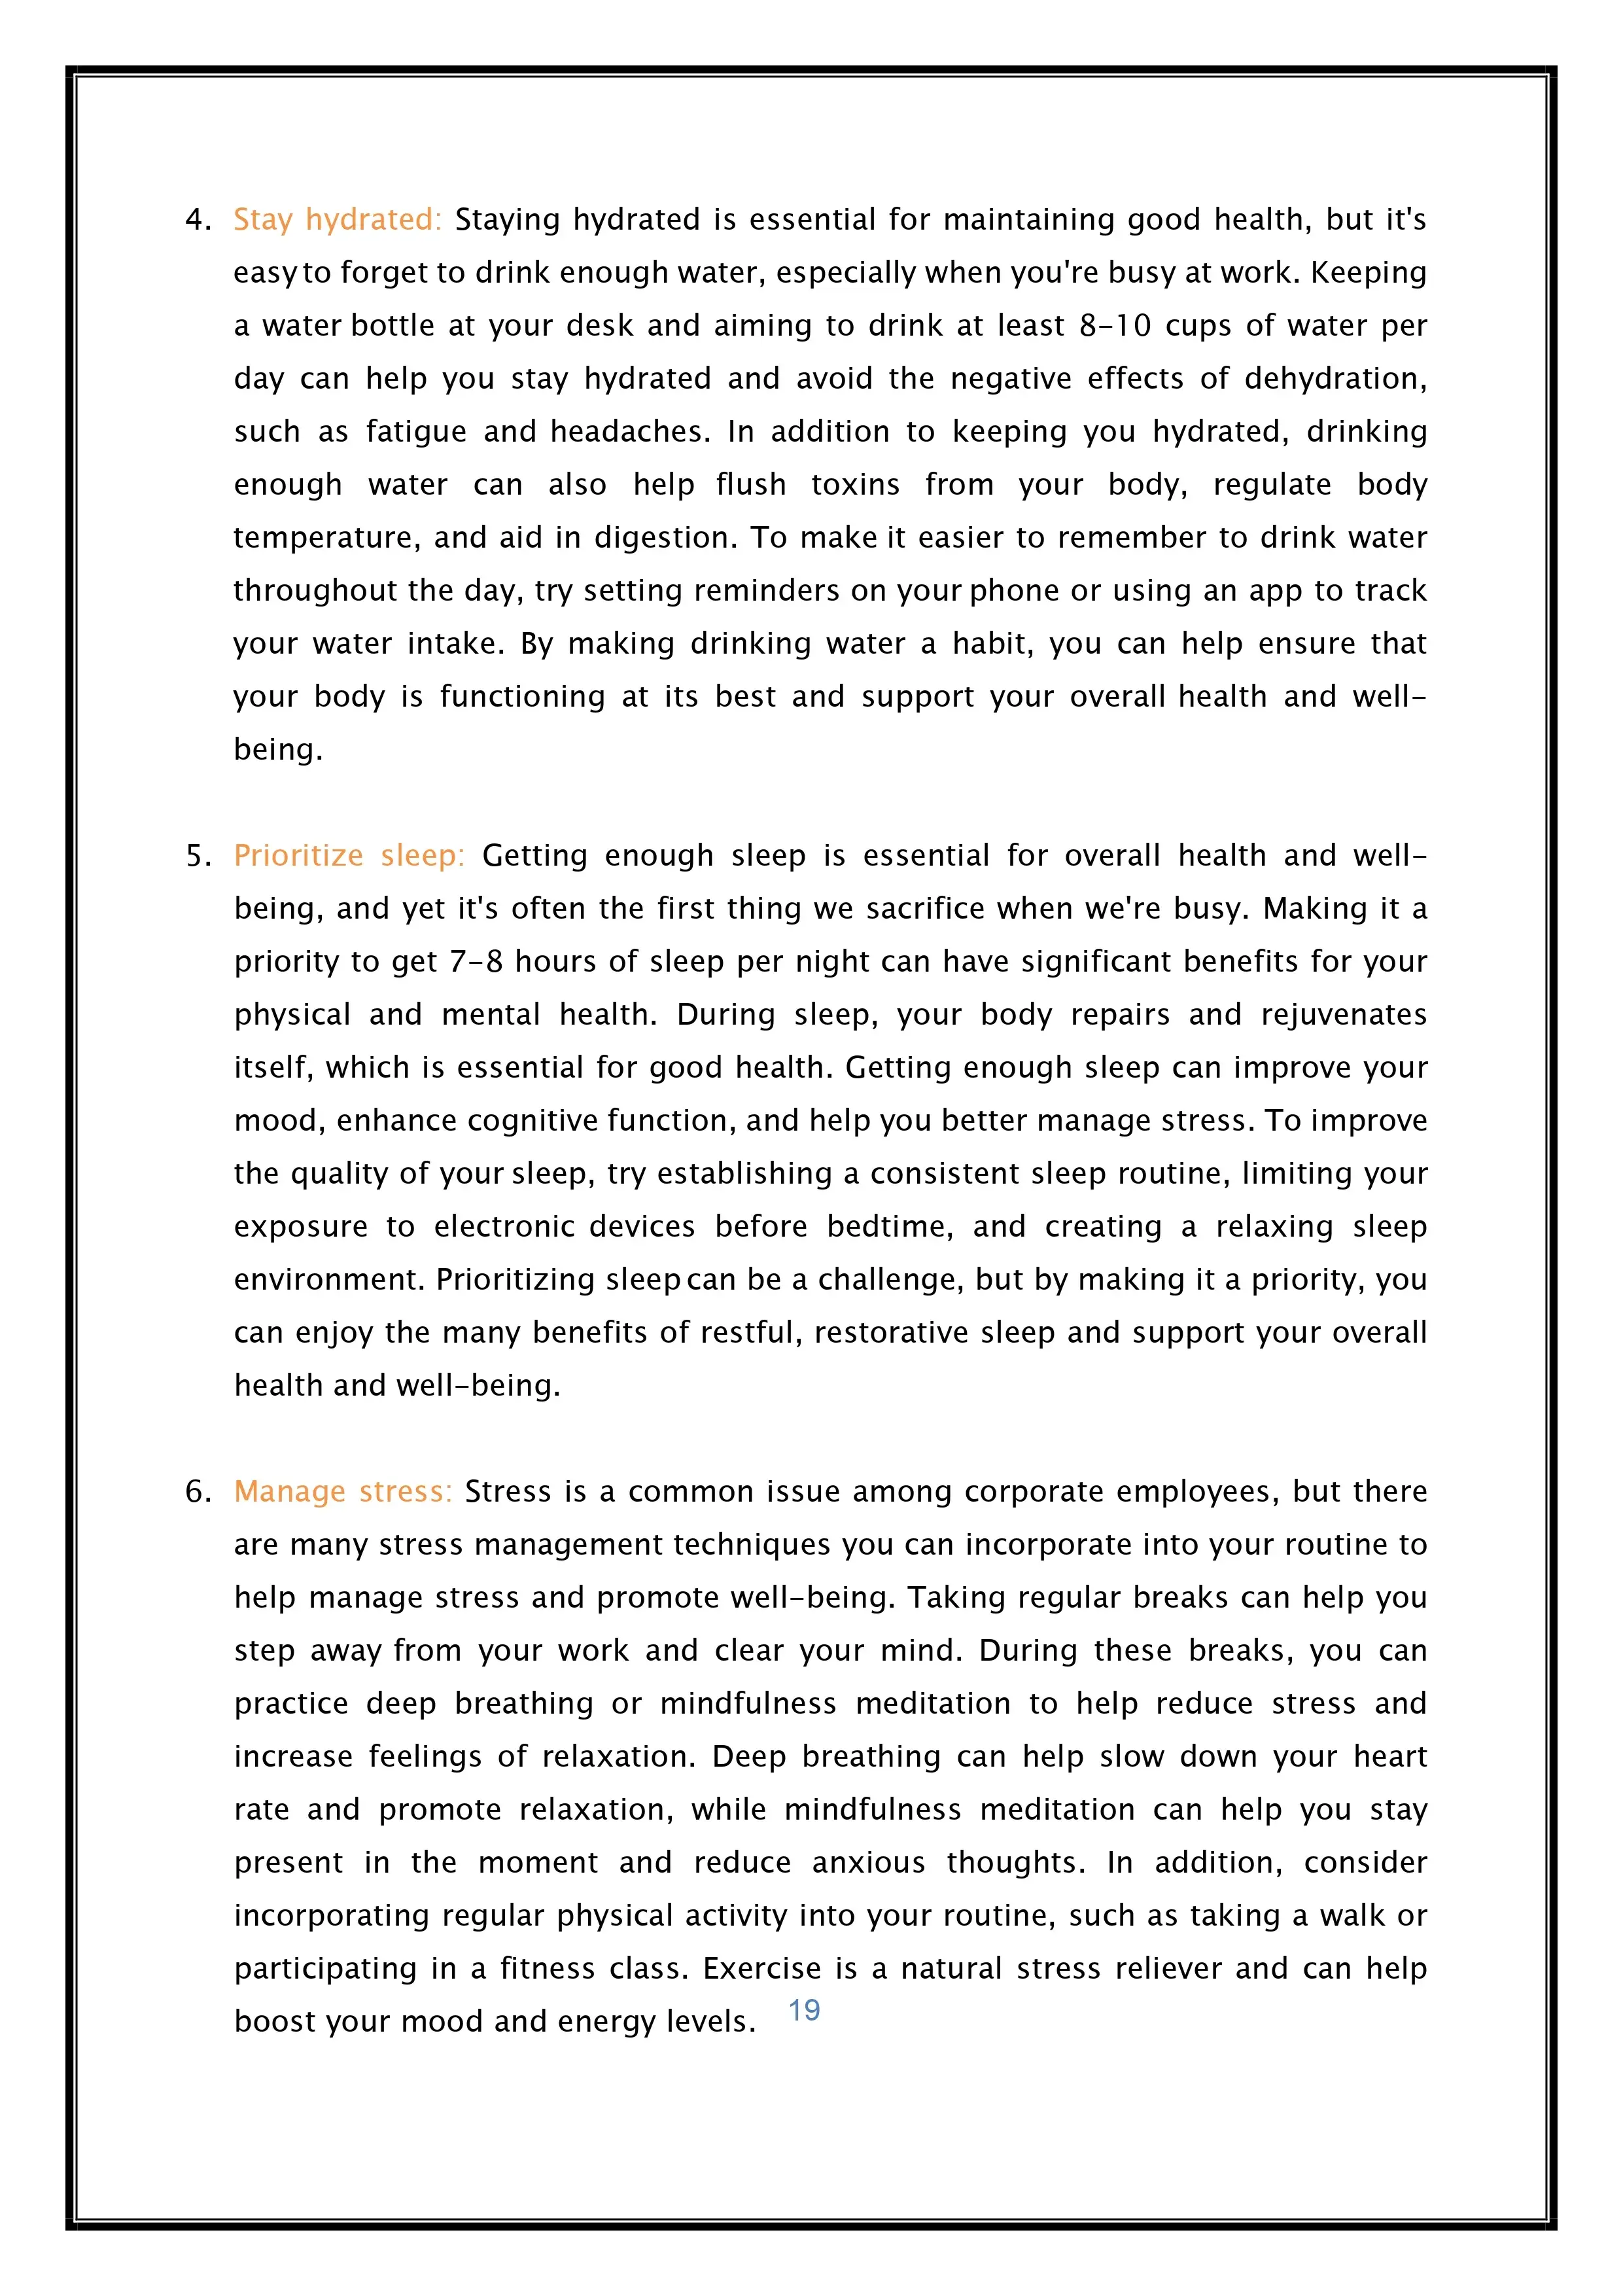 4. Stay hydrated: Staying hydrated is essential for maintaining good health, but it's
easy to forget to drink enough water, especially when you're busy at work. Keeping
a water bottle at your desk and aiming to drink at least 8-10 cups of water per
day can help you stay hydrated and avoid the negative effects of dehydration,
such as fatigue and headaches. In addition to keeping you hydrated, drinking
enough water can also help flush toxins from your body, regulate body
temperature, and aid in digestion. To make it easier to remember to drink water
throughout the day, try setting reminders on your phone or using an app to track
your water intake. By making drinking water a habit, you can help ensure that
your body is functioning at its best and support your overall health and well-
being.
5. Prioritize sleep: Getting enough sleep is essential for overall health and well-
being, and yet it's often the first thing we sacrifice when we're busy. Making it a
priority to get 7-8 hours of sleep per night can have significant benefits for your
physical and mental health. During sleep, your body repairs and rejuvenates
itself, which is essential for good health. Getting enough sleep can improve your
mood, enhance cognitive function, and help you better manage stress. To improve
the quality of your sleep, try establishing a consistent sleep routine, limiting your
exposure to electronic devices before bedtime, and creating a relaxing sleep
environment. Prioritizing sleep can be a challenge, but by making it a priority, you
can enjoy the many benefits of restful, restorative sleep and support your overall
health and well-being.
6. Manage stress: Stress is a common issue among corporate employees, but there
are many stress management techniques you can incorporate into your routine to
help manage stress and promote well-being. Taking regular breaks can help you
step away from your work and clear your mind. During these breaks, you can
practice deep breathing or mindfulness meditation to help reduce stress and
increase feelings of relaxation. Deep breathing can help slow down your heart
rate and promote relaxation, while mindfulness meditation can help you stay
present in the moment and reduce anxious thoughts. In addition, consider
incorporating regular physical activity into your routine, such as taking a walk or
participating in a fitness class. Exercise is a natural stress reliever and can help
boost your mood and energy levels.
19